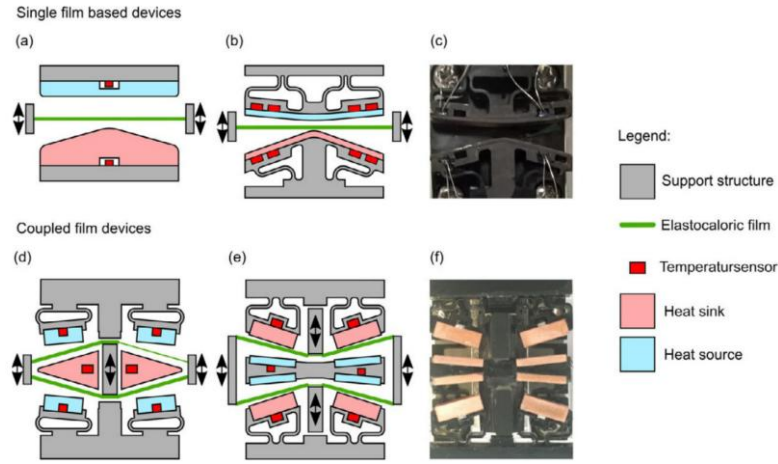 Single film based devices
(a)
(b)
(c)
Legend:
Support structure
Elastocaloric film
Temperatursensor
Heat sink
Heat source
Coupled film devices
(d)
(e)
(f)